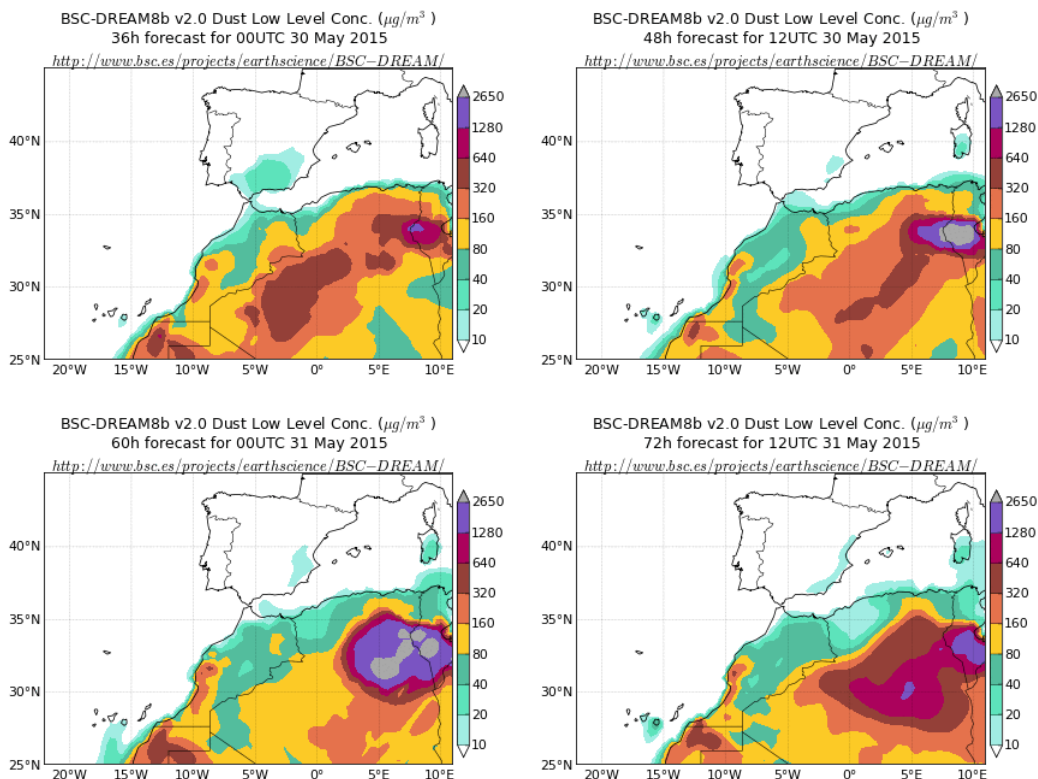 BSC-DREAM8b v2.0 Dust Low Level Conc. (μg/m³ )
36h forecast for 00UTC 30 May 2015
http://www.bsc.es/projects/earthscience/BSC−DREAM/
40°N
35°N
30°N
25°N
20°W 15°W 10°W 5°W 0° 5°E 10°E
2650
1280
640
320
160
80
40
20
10
BSC-DREAM8b v2.0 Dust Low Level Conc. (μg/m³ )
48h forecast for 12UTC 30 May 2015
http://www.bsc.es/projects/earthscience/BSC−DREAM/
40°N
35°N
30°N
25°N
20°W 15°W 10°W 5°W 0° 5°E 10°E
2650
1280
640
320
160
80
40
20
10
BSC-DREAM8b v2.0 Dust Low Level Conc. (μg/m³ )
60h forecast for 00UTC 31 May 2015
http://www.bsc.es/projects/earthscience/BSC−DREAM/
40°N
35°N
30°N
25°N
20°W 15°W 10°W 5°W 0° 5°E 10°E
2650
1280
640
320
160
80
40
20
10
BSC-DREAM8b v2.0 Dust Low Level Conc. (μg/m³ )
72h forecast for 12UTC 31 May 2015
http://www.bsc.es/projects/earthscience/BSC−DREAM/
40°N
35°N
30°N
25°N
20°W 15°W 10°W 5°W 0° 5°E 10°E
2650
1280
640
320
160
80
40
20
10